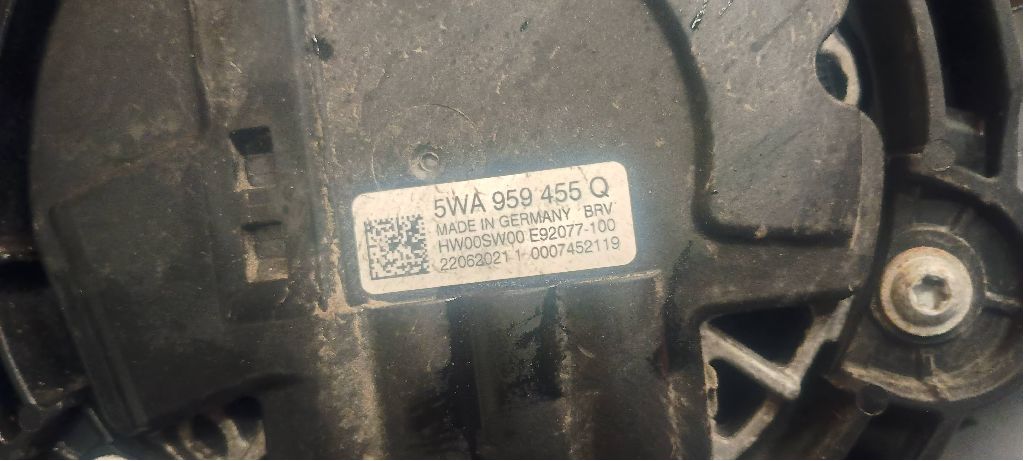 5WA 959 455 Q
MADE IN GERMANY BRV
HW00SW00 E92077-100
22062021 1 0007452119